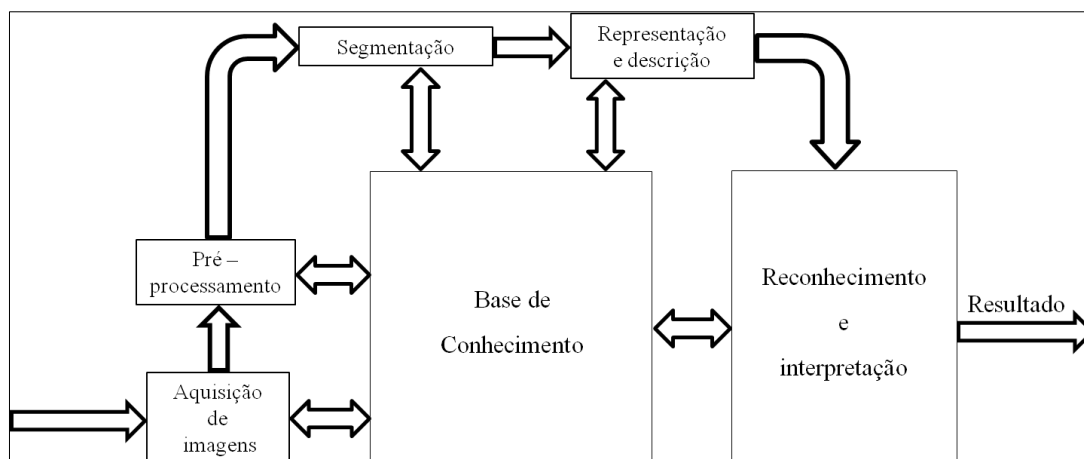 Segmentação
Representação
e descrição
Pré –
processamento
Base de
Conhecimento
Reconhecimento
e
interpretação
Resultado
Aquisição
de
imagens